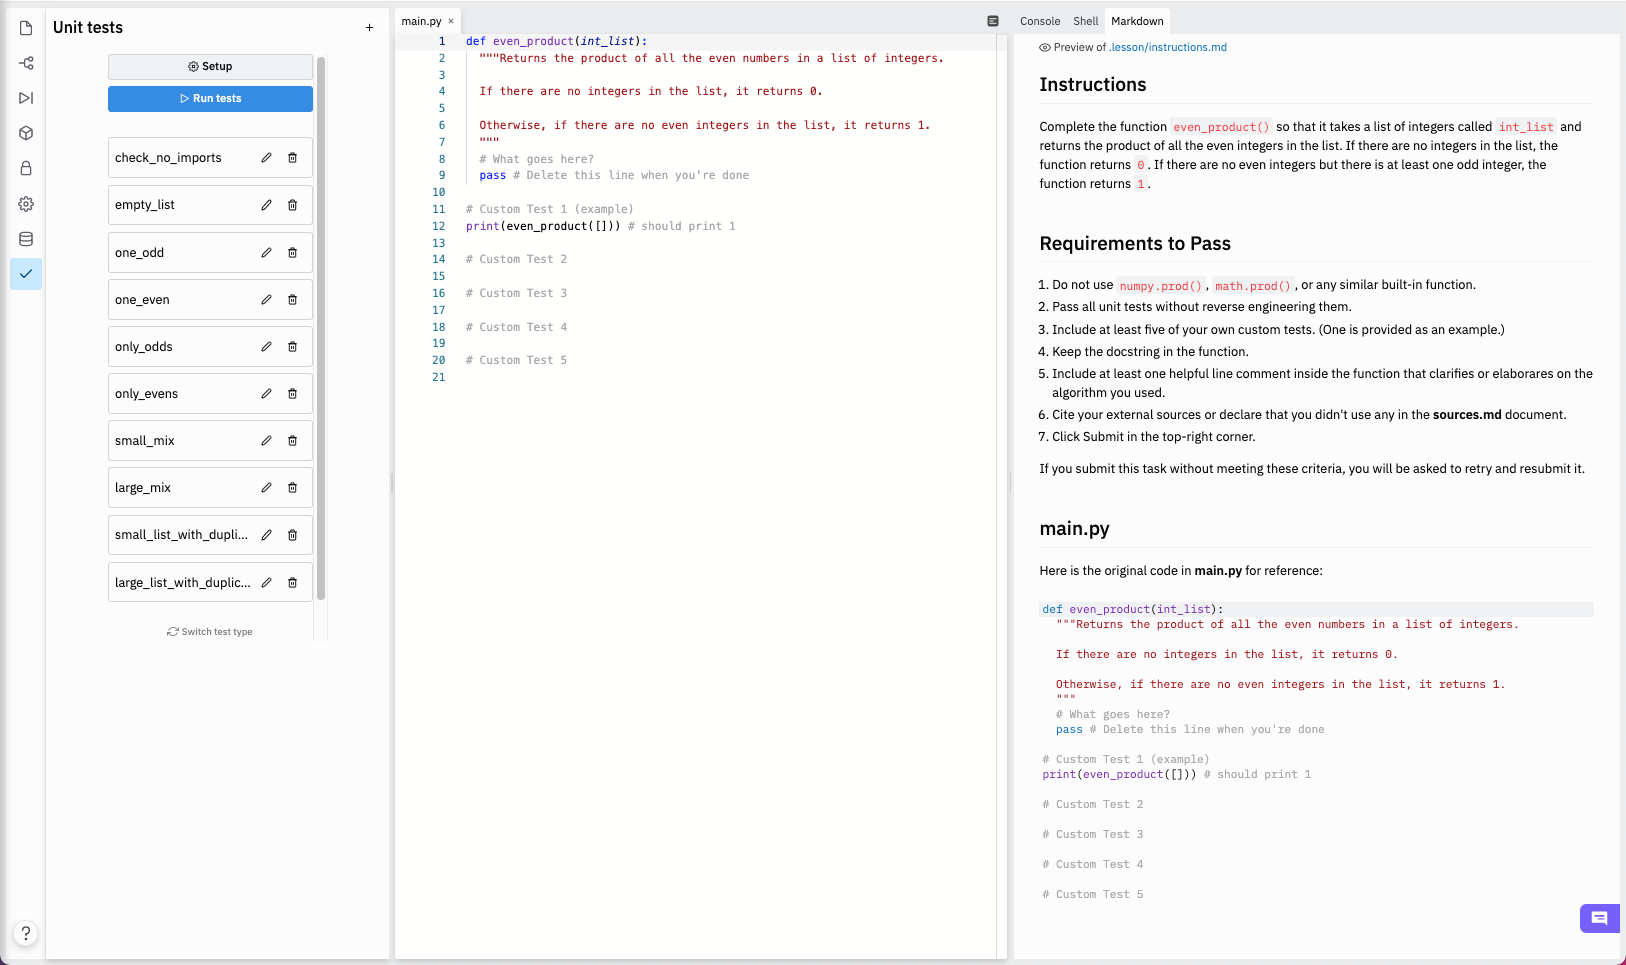 Unit tests
+
Setup
Run tests
check_no_imports
empty_list
one_odd
one_even
only_odds
only_evens
small_mix
large_mix
small_list_with_dupli...
large_list_with_duplic...
Switch test type
?
main.py ×
1 def even_product(int_list):
2 """Returns the product of all the even numbers in a list of integers.
3
4 If there are no integers in the list, it returns 0.
5
6 Otherwise, if there are no even integers in the list, it returns 1.
7 """
8 # What goes here?
9 pass # Delete this line when you're done
10
11 # Custom Test 1 (example)
12 print(even_product([])) # should print 1
13
14 # Custom Test 2
15
16 # Custom Test 3
17
18 # Custom Test 4
19
20 # Custom Test 5
21
Console Shell Markdown
Preview of .lesson/instructions.md
Instructions
Complete the function even_product() so that it takes a list of integers called int_list and
returns the product of all the even integers in the list. If there are no integers in the list, the
function returns 0. If there are no even integers but there is at least one odd integer, the
function returns 1.
Requirements to Pass
1. Do not use numpy.prod(), math.prod(), or any similar built-in function.
2. Pass all unit tests without reverse engineering them.
3. Include at least five of your own custom tests. (One is provided as an example.)
4. Keep the docstring in the function.
5. Include at least one helpful line comment inside the function that clarifies or elaborares on the
algorithm you used.
6. Cite your external sources or declare that you didn't use any in the sources.md document.
7. Click Submit in the top-right corner.
If you submit this task without meeting these criteria, you will be asked to retry and resubmit it.
main.py
Here is the original code in main.py for reference:
def even_product(int_list):
"""Returns the product of all the even numbers in a list of integers.
If there are no integers in the list, it returns 0.
Otherwise, if there are no even integers in the list, it returns 1.
"""
# What goes here?
pass # Delete this line when you're done
# Custom Test 1 (example)
print(even_product([])) # should print 1
# Custom Test 2
# Custom Test 3
# Custom Test 4
# Custom Test 5